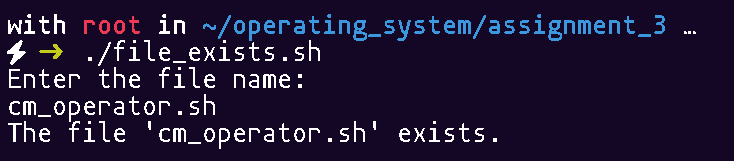 with root in ~/operating_system/assignment_3 …
⚡ ➜ ./file_exists.sh
Enter the file name:
cm_operator.sh
The file 'cm_operator.sh' exists.